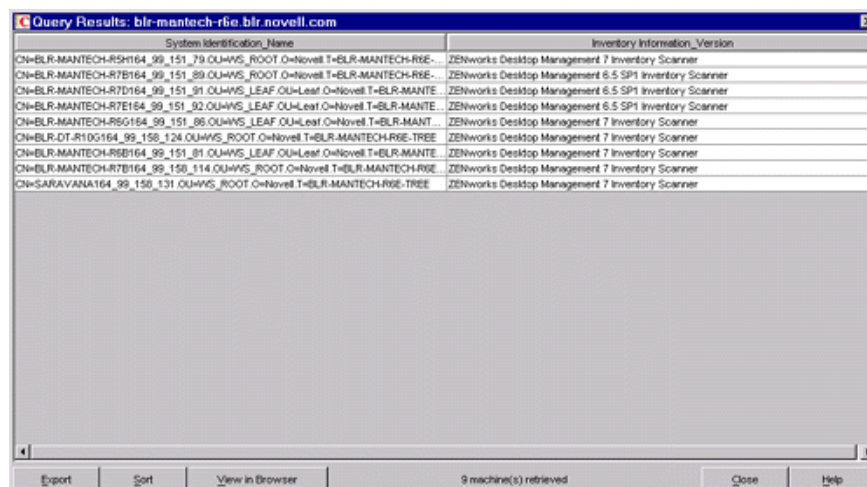 Query Results: blr-mantech-r6e.blr.novell.com
System Identification_Name Inventory Information_Version
CN=BLR-MANTECH-R5H164_99_151_79.OU=WS_ROOT.O=Novell.T=BLR-MANTECH-R6E-... ZENworks Desktop Management 7 Inventory Scanner
CN=BLR-MANTECH-R7B164_99_151_89.OU=WS_ROOT.O=Novell.T=BLR-MANTECH-R6E-... ZENworks Desktop Management 6.5 SP1 Inventory Scanner
CN=BLR-MANTECH-R7D164_99_151_91.OU=WS_LEAF.OU=Leaf.O=Novell.T=BLR-MANTE... ZENworks Desktop Management 6.5 SP1 Inventory Scanner
CN=BLR-MANTECH-R7E164_99_151_92.OU=WS_LEAF.OU=Leaf.O=Novell.T=BLR-MANTE... ZENworks Desktop Management 6.5 SP1 Inventory Scanner
CN=BLR-MANTECH-R6G164_99_151_86.OU=WS_LEAF.OU=Leaf.O=Novell.T=BLR-MANT... ZENworks Desktop Management 7 Inventory Scanner
CN=BLR-DT-R10G164_99_158_124.OU=WS_ROOT.O=Novell.T=BLR-MANTECH-R6E-TREE ZENworks Desktop Management 7 Inventory Scanner
CN=BLR-MANTECH-R6B164_99_151_81.OU=WS_LEAF.OU=Leaf.O=Novell.T=BLR-MANTE... ZENworks Desktop Management 7 Inventory Scanner
CN=BLR-MANTECH-R7B164_99_158_114.OU=WS_ROOT.O=Novell.T=BLR-MANTECH-R6E... ZENworks Desktop Management 7 Inventory Scanner
CN=SARAVANA164_99_158_131.OU=WS_ROOT.O=Novell.T=BLR-MANTECH-R6E-TREE ZENworks Desktop Management 7 Inventory Scanner
Export Sort View in Browser 9 machine(s) retrieved Close Help